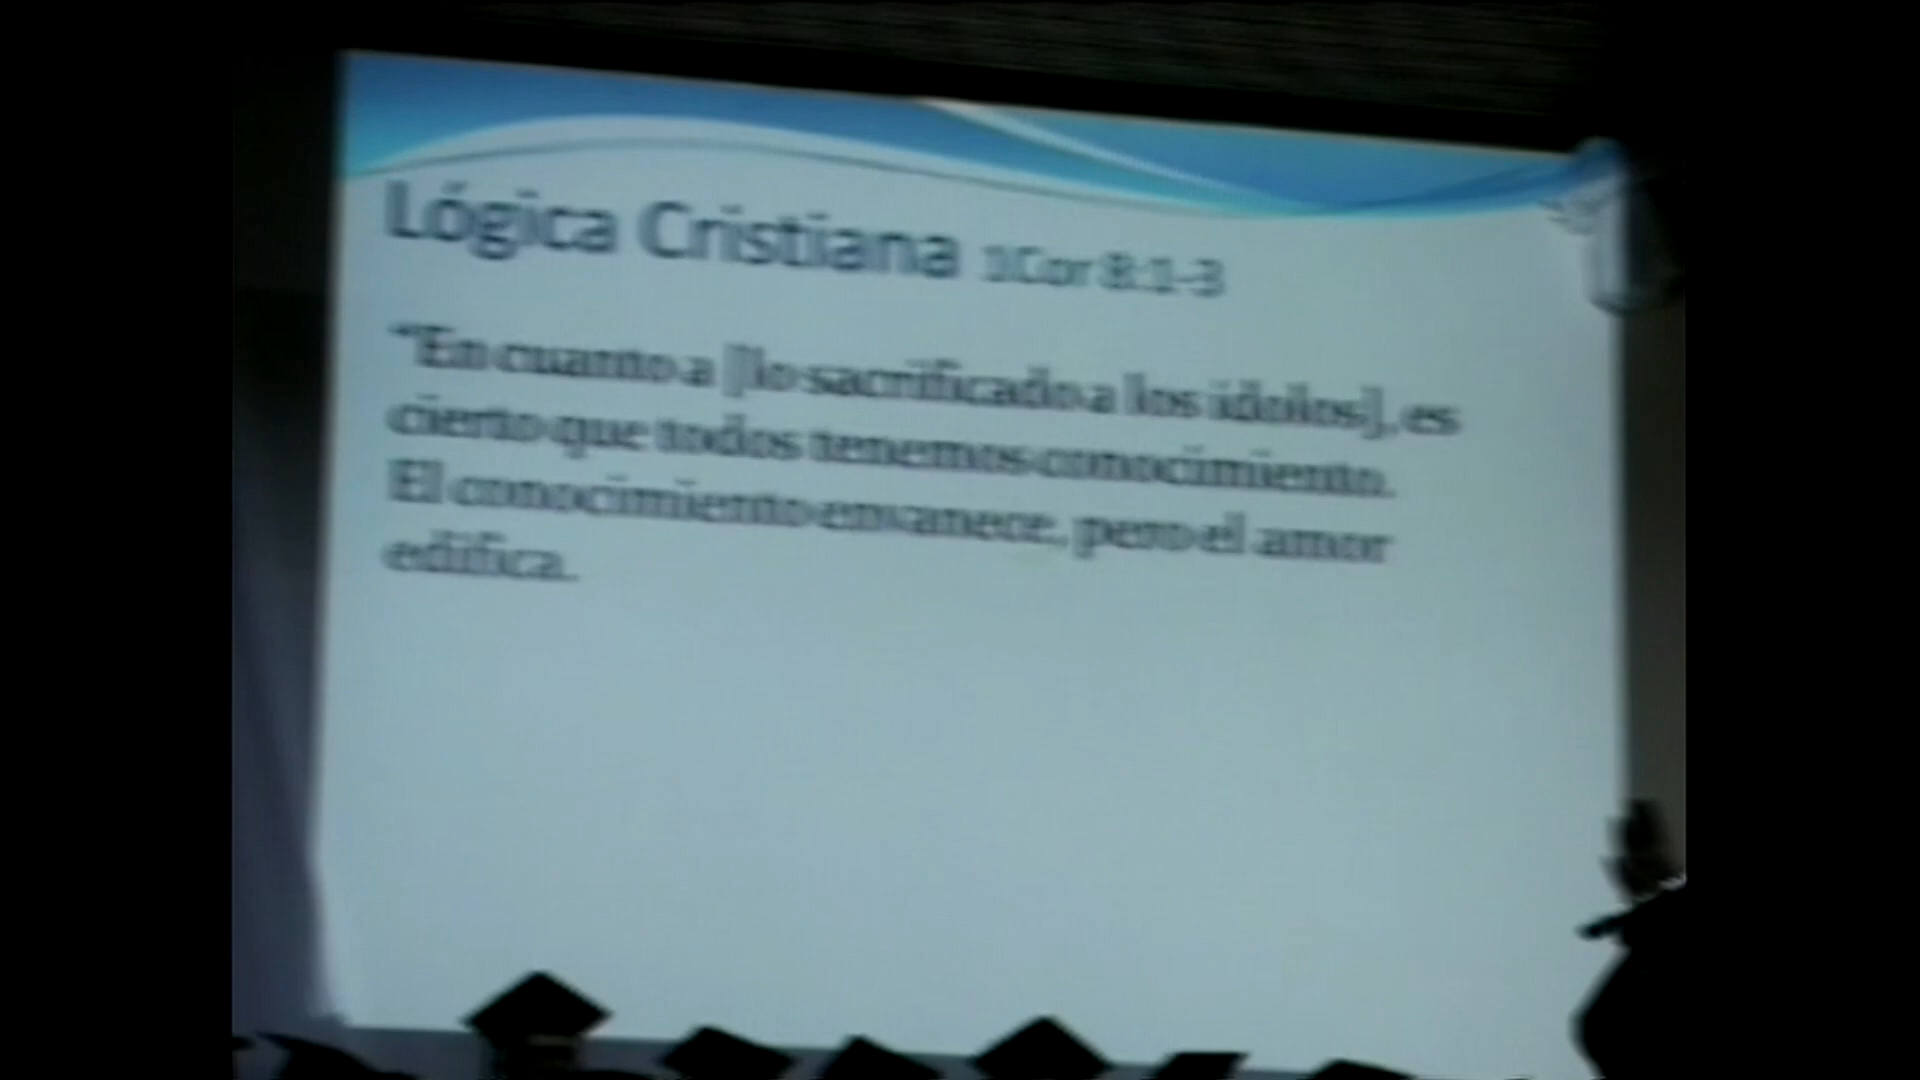 Lógica Cristiana 1Cor 8:1-3
“En cuanto a [lo sacrificado a los ídolos], es
cierto que todos tenemos conocimiento.
El conocimiento envanece, pero el amor
edifica.